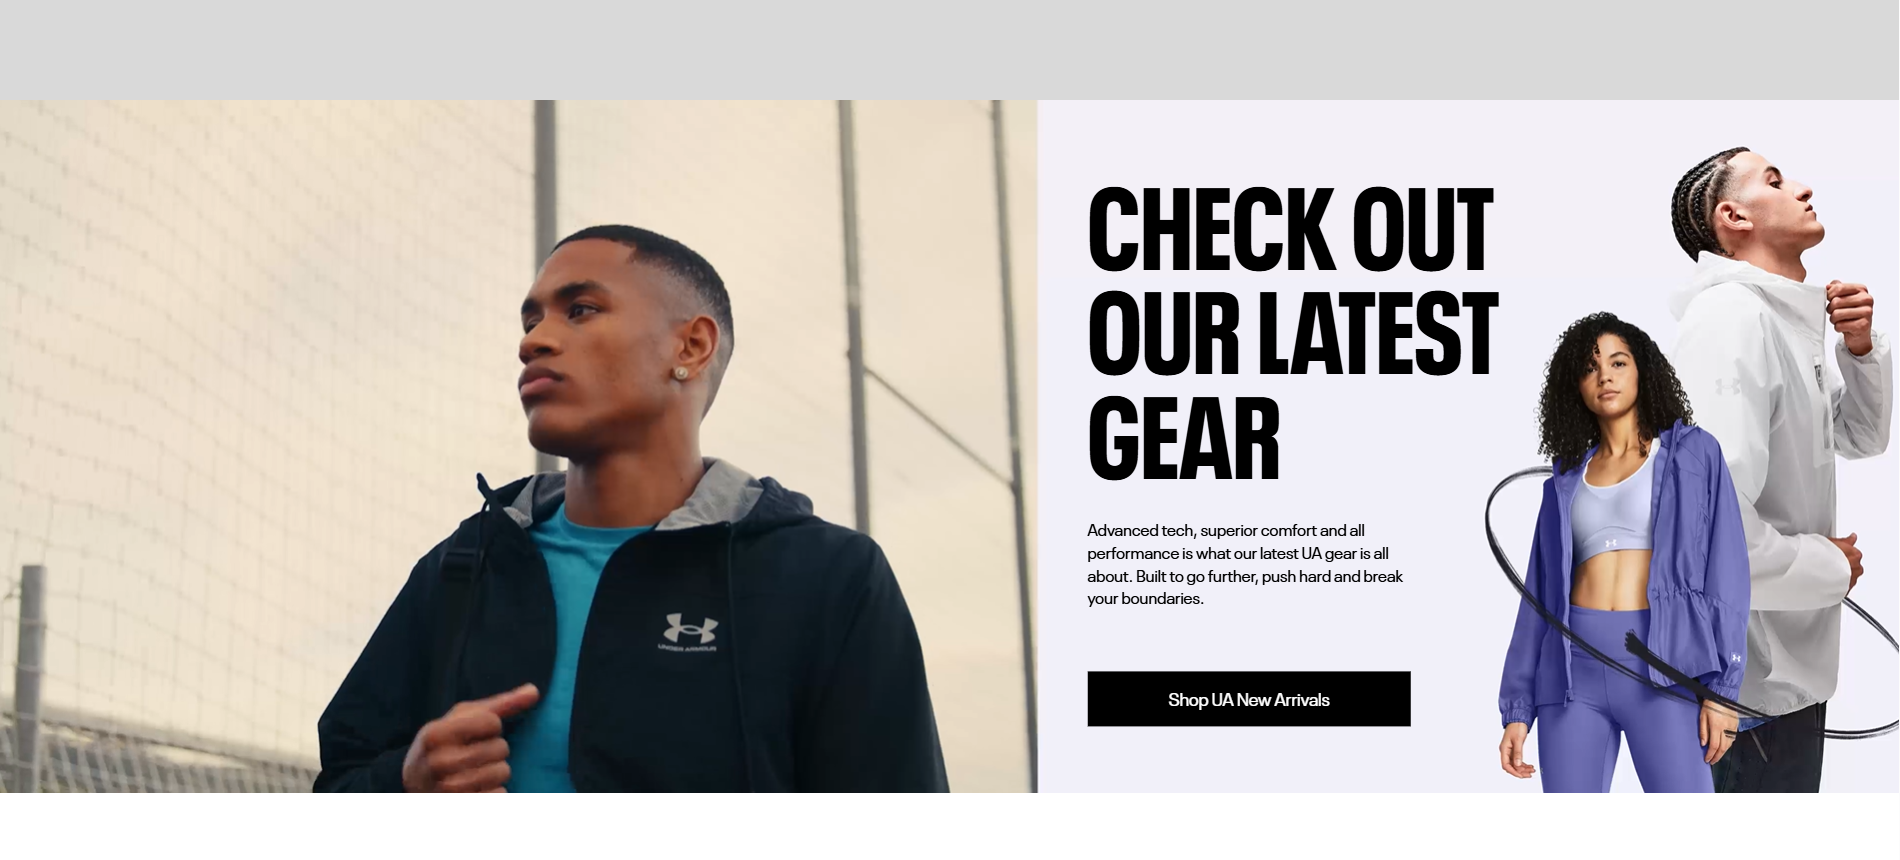 CHECK OUT
OUR LATEST
GEAR
Advanced tech, superior comfort and all
performance is what our latest UA gear is all
about. Built to go further, push hard and break
your boundaries.
Shop UA New Arrivals
UNDER ARMOUR